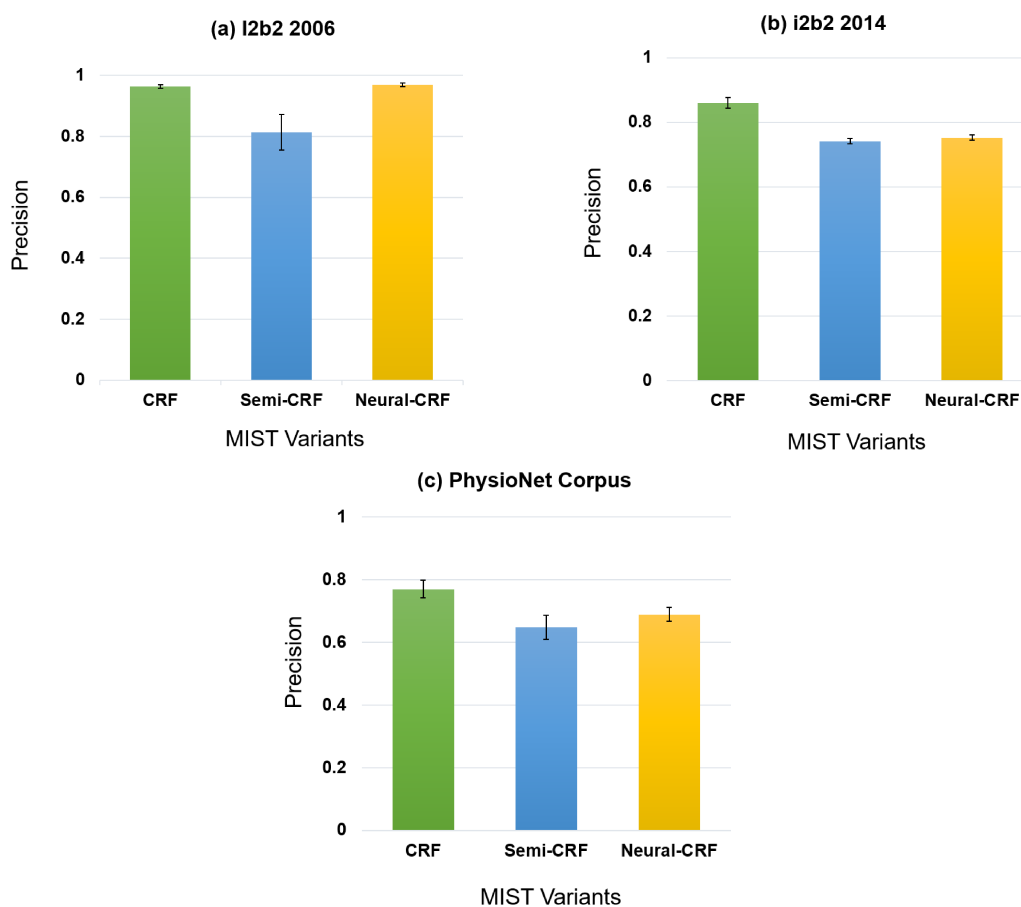 (a) I2b2 2006
1
0.8
0.6
0.4
0.2
0
Precision
CRF Semi-CRF Neural-CRF
MIST Variants
(b) i2b2 2014
1
0.8
0.6
0.4
0.2
0
Precision
CRF Semi-CRF Neural-CRF
MIST Variants
(c) PhysioNet Corpus
1
0.8
0.6
0.4
0.2
0
Precision
CRF Semi-CRF Neural-CRF
MIST Variants